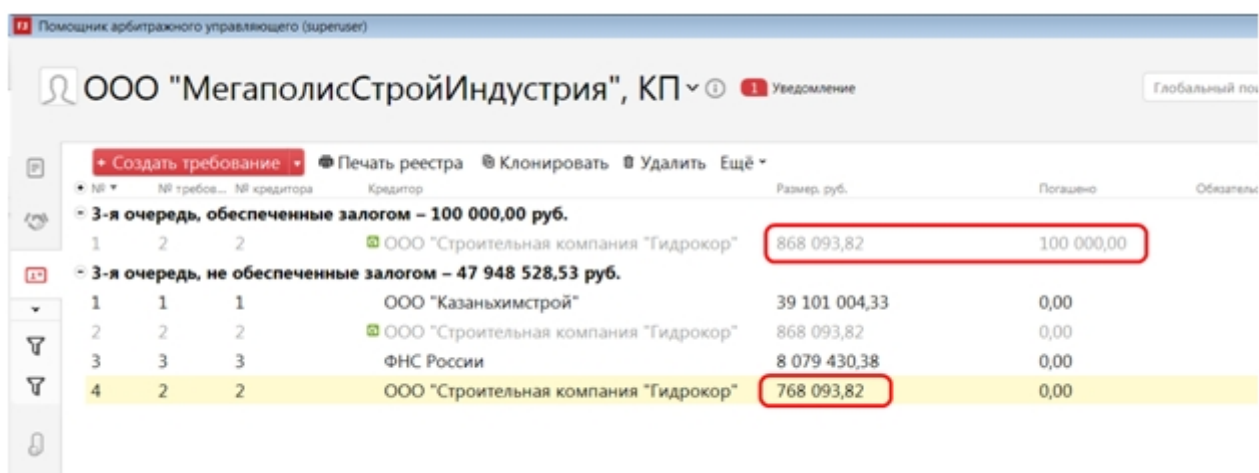 Помощник арбитражного управляющего (superuser)
ООО "МегаполисСтройИндустрия", КП 1 Уведомление Глобальный
+ Создать требование Печать реестра Клонировать Удалить Ещё
№ № требов... № кредитора Кредитор Размер, руб. Погашено
3-я очередь, обеспеченные залогом – 100 000,00 руб.
1 2 2 ООО "Строительная компания "Гидрокор" 868 093,82 100 000,00
3-я очередь, не обеспеченные залогом – 47 948 528,53 руб.
1 1 1 ООО "Казаньхимстрой" 39 101 004,33 0,00
2 2 2 ООО "Строительная компания "Гидрокор" 868 093,82 0,00
3 3 3 ФНС России 8 079 430,38 0,00
4 2 2 ООО "Строительная компания "Гидрокор" 768 093,82 0,00